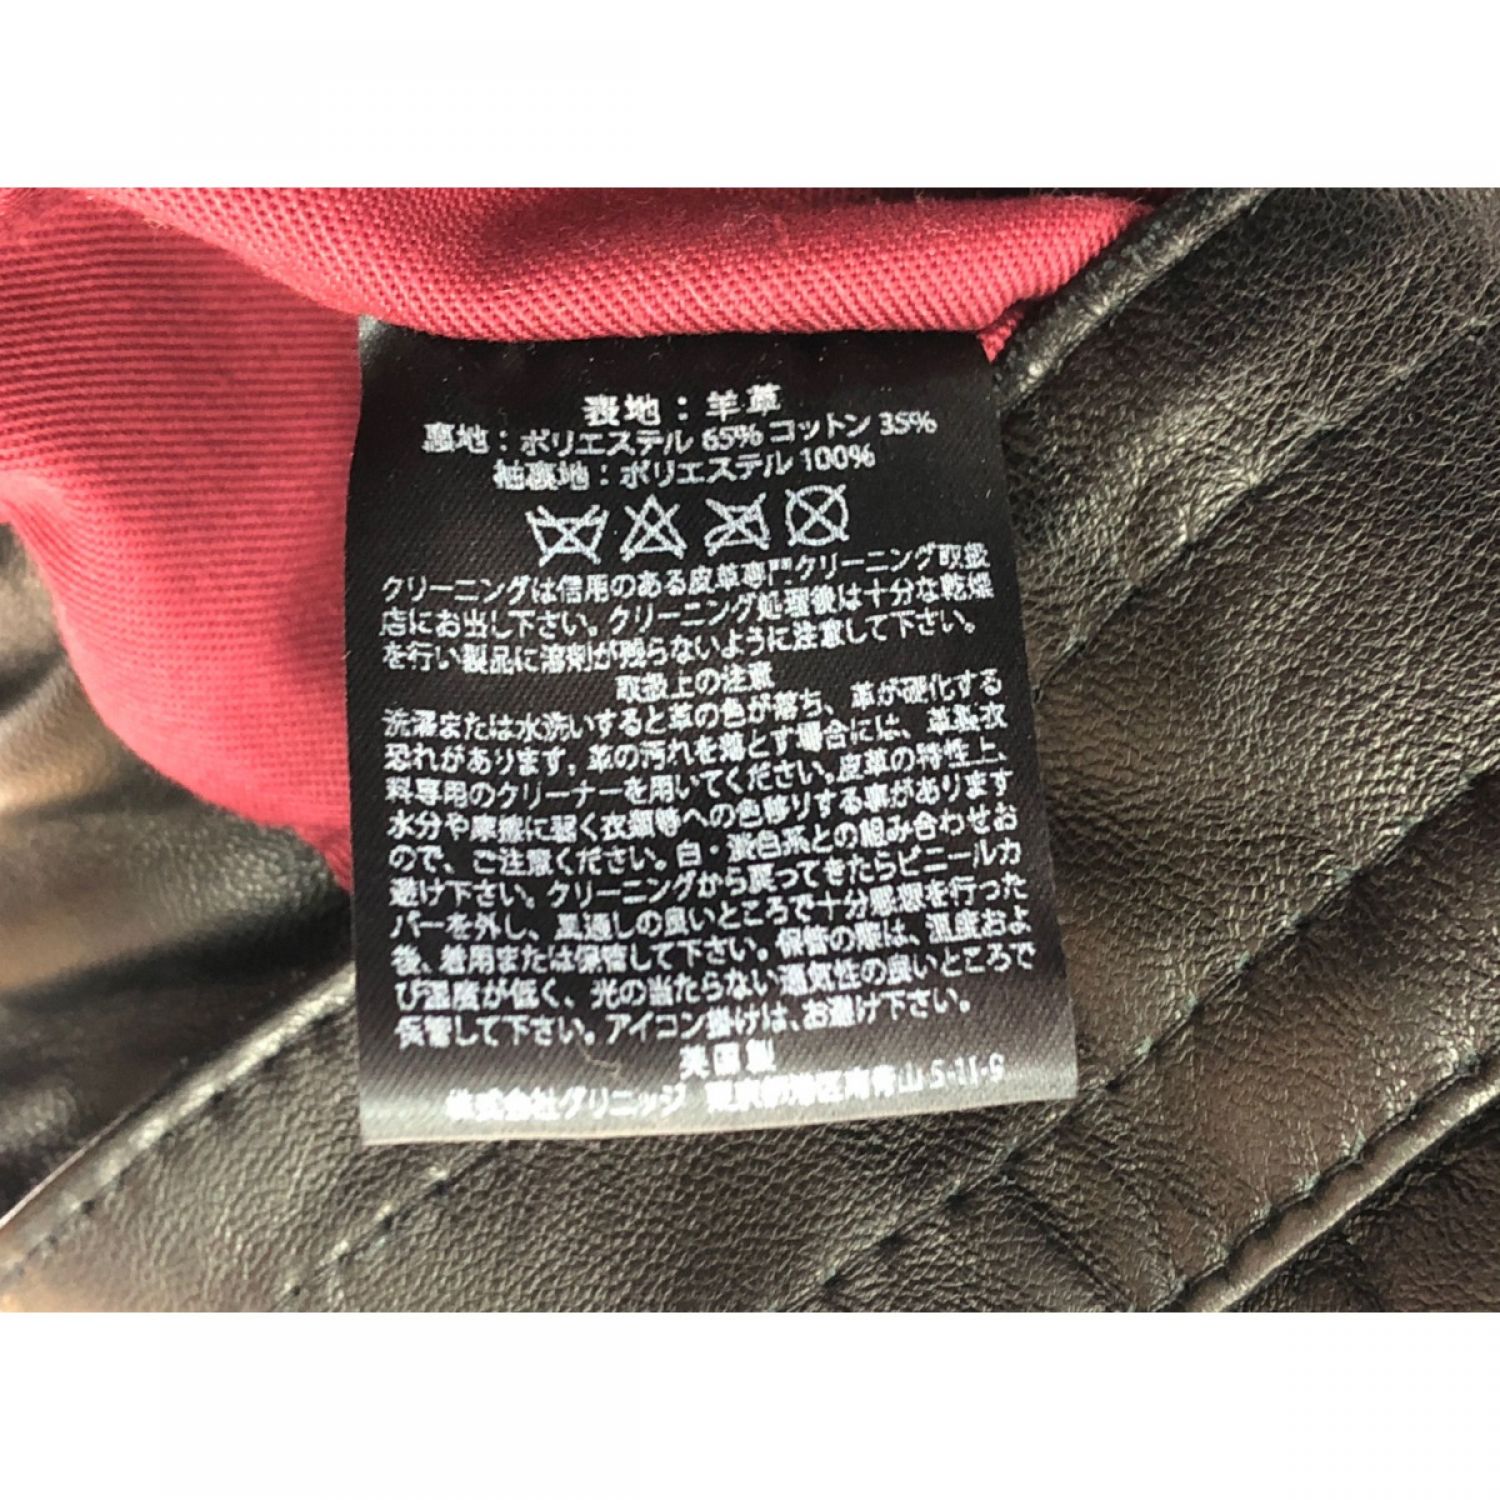 表地：羊革
裏地：ポリエステル 65% コットン 35%
袖裏地：ポリエステル 100%
クリーニングは信用のある皮革専門クリーニング取扱
店にお出し下さい。クリーニング処理後は十分な乾燥
を行い製品に溶剤が残らないように注意して下さい。
取扱上の注意
洗濯または水洗いすると革の色が落ち、革が硬化する
恐れがあります。革の汚れを落とす場合には、革製衣
料専用のクリーナーを用いてください。皮革の特性上、
水分や摩擦に弱く衣類等への色移りする事があります
ので、ご注意ください。白・淡色系との組み合わせお
避け下さい。クリーニングから戻ってきたらビニールカ
バーを外し、風通しの良いところで十分感想を行った
後、着用または保管して下さい。保管の際は、温度およ
び湿度が低く、光の当たらない通気性の良いところで
保管して下さい。アイロン掛けは、お避け下さい。
英国製
株式会社グリニッジ 東京都港区南青山 5-11-9